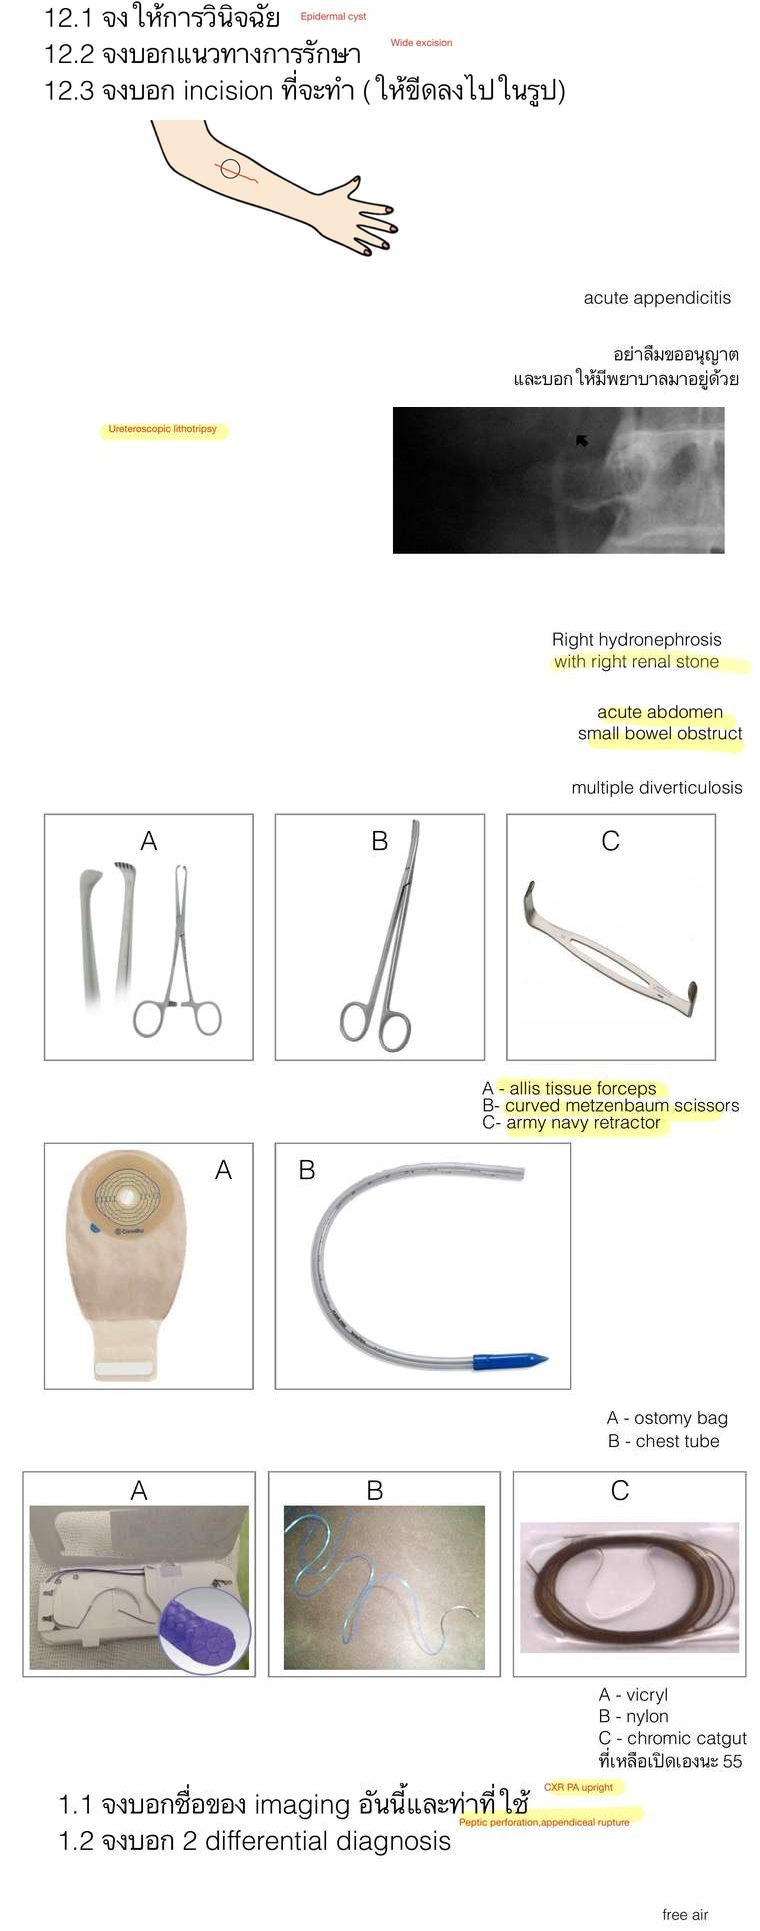 12.1 จงให้การวินิจฉัย Epidermal cyst
12.2 จงบอกแนวทางการรักษา Wide excision
12.3 จงบอก incision ที่จะทำ ( ให้ขีดลงไปในรูป)
acute appendicitis
อย่าลืมขออนุญาต
และบอกให้มีพยาบาลมาอยู่ด้วย
Ureteroscopic lithotripsy
Right hydronephrosis
with right renal stone
acute abdomen
small bowel obstruct
multiple diverticulosis
A B C
A - allis tissue forceps
B- curved metzenbaum scissors
C- army navy retractor
A B
ConvaTec
A - ostomy bag
B - chest tube
A B C
A - vicryl
B - nylon
C - chromic catgut
ที่เหลือเปิดเองนะ 55
CXR PA upright
1.1 จงบอกชื่อของ imaging อันนี้และท่าที่ใช้
Peptic perforation,appendiceal rupture
1.2 จงบอก 2 differential diagnosis
free air